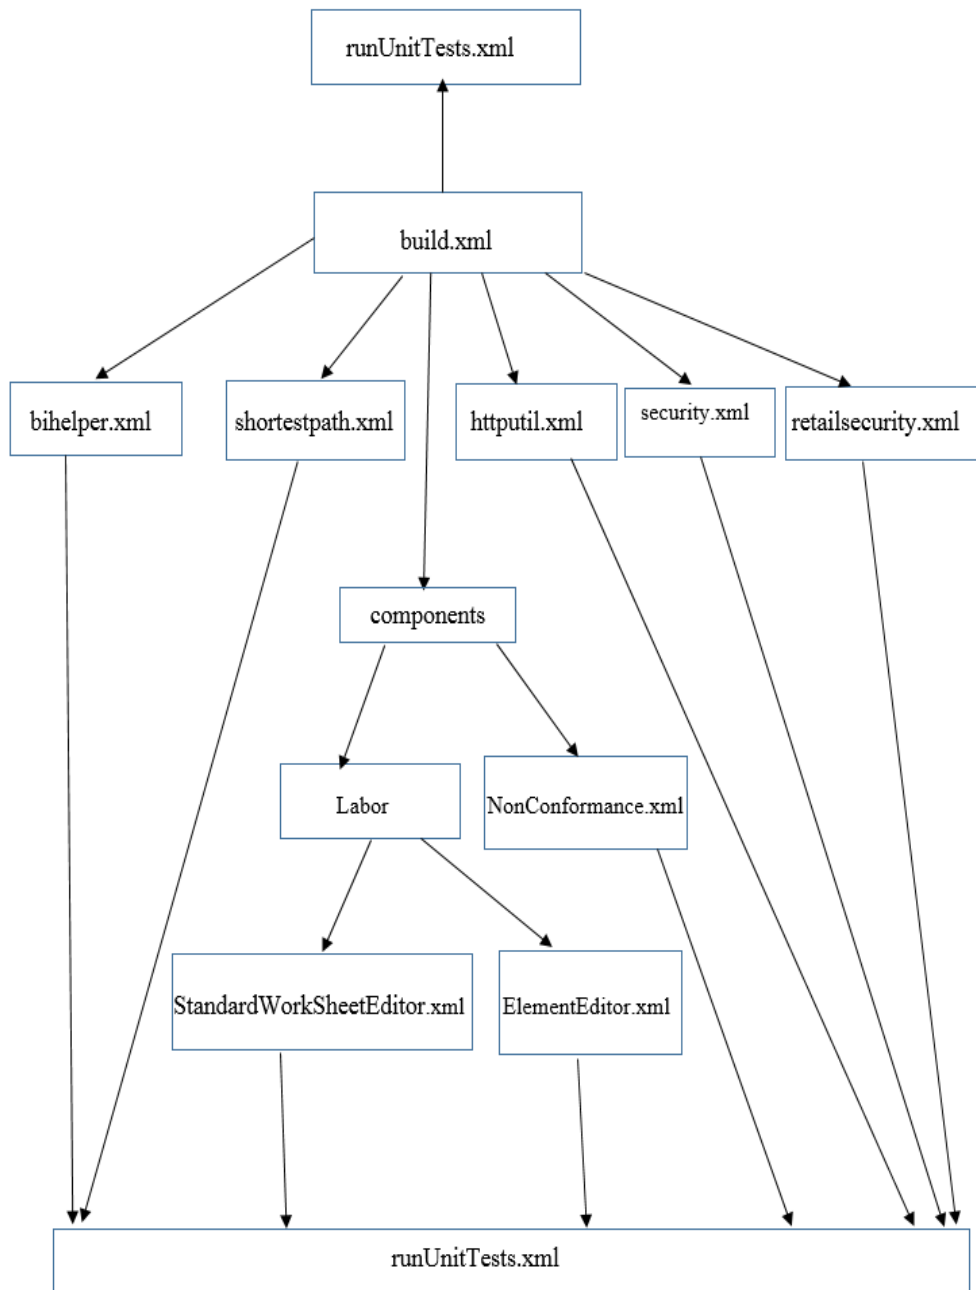 runUnitTests.xml
build.xml
bihelper.xml
shortestpath.xml
httputil.xml
security.xml
retailsecurity.xml
components
Labor
NonConformance.xml
StandardWorkSheetEditor.xml
ElementEditor.xml
runUnitTests.xml